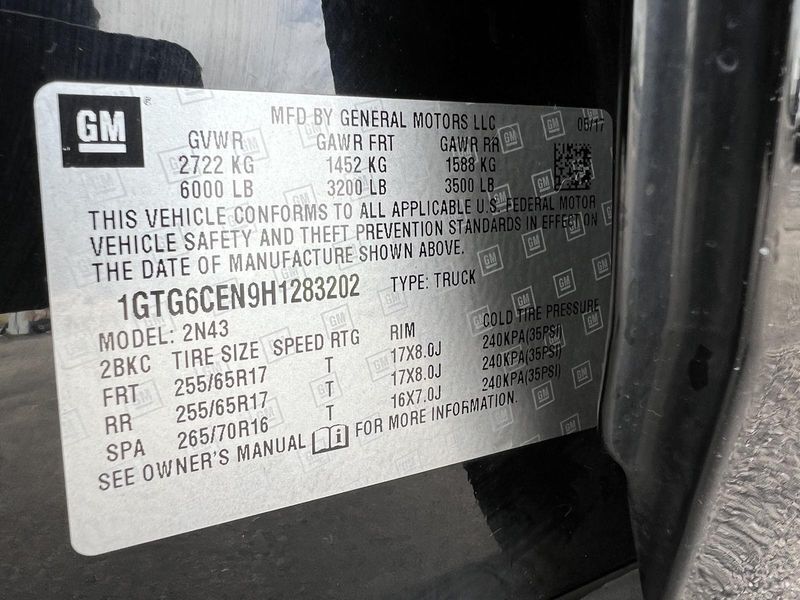 GM
MFD BY GENERAL MOTORS LLC 05/17
GVWR GAWR FRT GAWR RR
2722 KG 1452 KG 1588 KG
6000 LB 3200 LB 3500 LB
THIS VEHICLE CONFORMS TO ALL APPLICABLE U.S. FEDERAL MOTOR
VEHICLE SAFETY AND THEFT PREVENTION STANDARDS IN EFFECT ON
THE DATE OF MANUFACTURE SHOWN ABOVE.
1GTG6CEN9H1283202 TYPE: TRUCK
MODEL: 2N43
2BKC TIRE SIZE SPEED RTG RIM COLD TIRE PRESSURE
FRT 255/65R17 T 17X8.0J 240KPA(35PSI)
RR 255/65R17 T 17X8.0J 240KPA(35PSI)
SPA 265/70R16 T 16X7.0J 240KPA(35PSI)
SEE OWNER'S MANUAL FOR MORE INFORMATION.